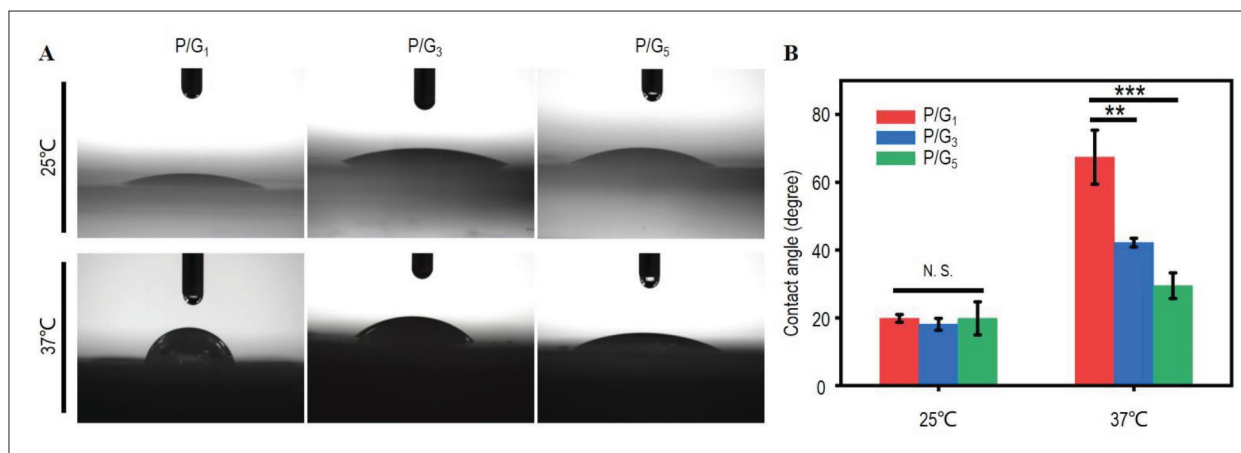 A
P/G₁
P/G₃
P/G₅
25℃
37℃
B
Contact angle (degree)
80
60
40
20
0
P/G₁
P/G₃
P/G₅
N. S.
***
**
25℃
37℃